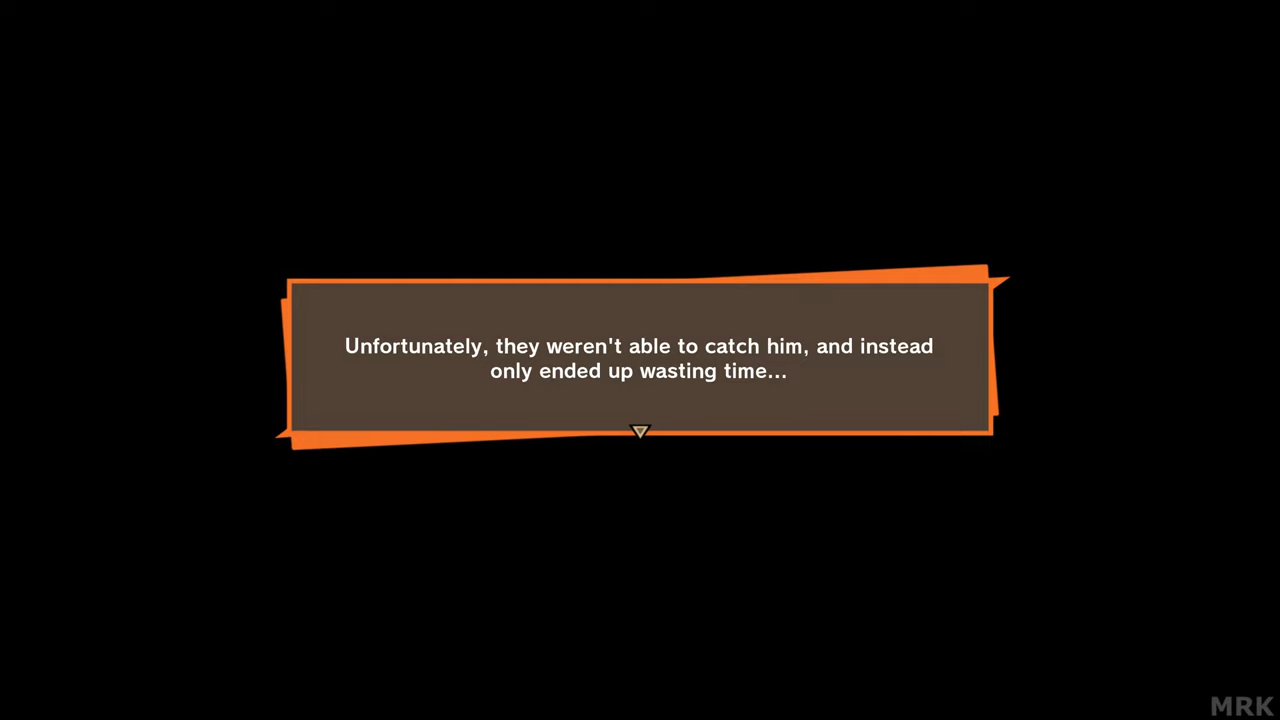 Unfortunately, they weren't able to catch him, and instead
only ended up wasting time...
MRK